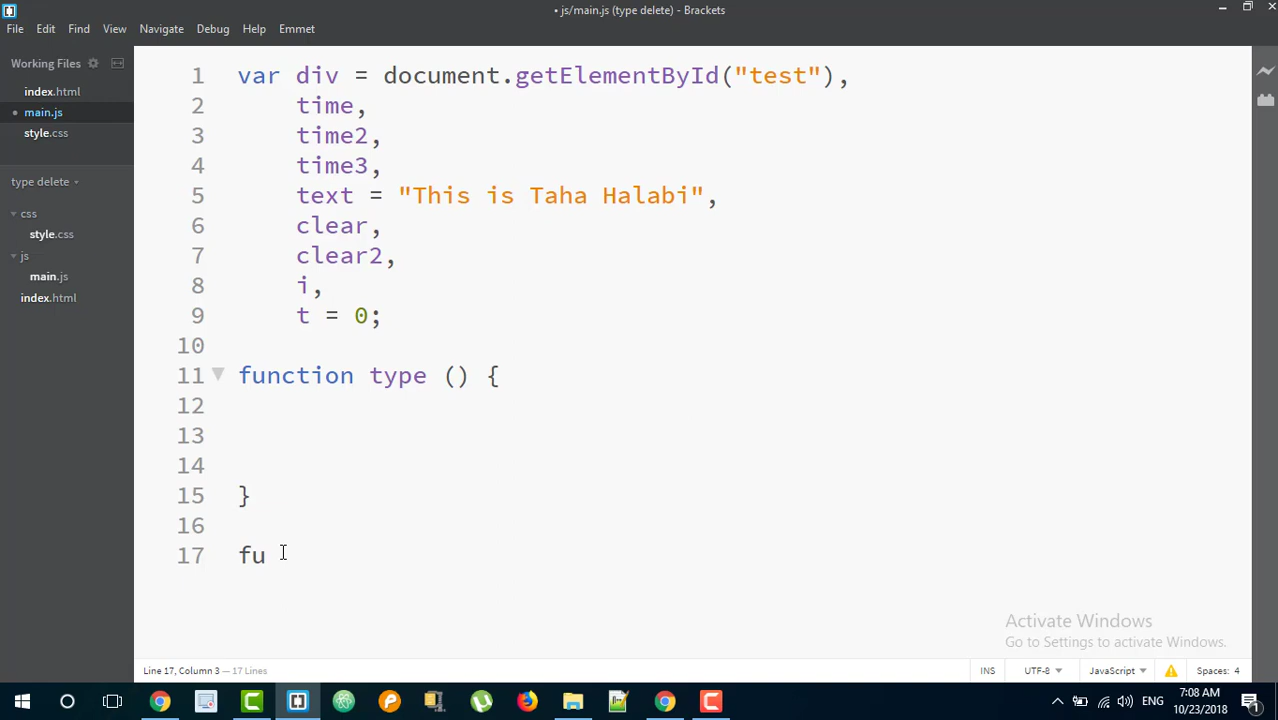 • js/main.js (type delete) - Brackets
File Edit Find View Navigate Debug Help Emmet
Working Files
index.html
• main.js
style.css
type delete
css
style.css
js
main.js
index.html
1 var div = document.getElementById("test"),
2 time,
3 time2,
4 time3,
5 text = "This is Taha Halabi",
6 clear,
7 clear2,
8 i,
9 t = 0;
10
11 function type () {
12
13
14
15 }
16
17 fu
Activate Windows
Go to Settings to activate Windows.
Line 17, Column 3 — 17 Lines
INS UTF-8 JavaScript Spaces: 4
ENG
7:08 AM
10/23/2018
1